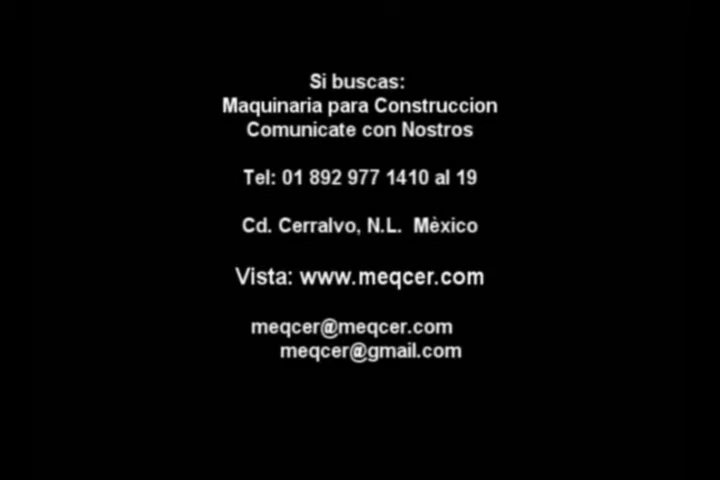 Si buscas:
Maquinaria para Construccion
Comunicate con Nostros
Tel: 01 892 977 1410 al 19
Cd. Cerralvo, N.L. Mèxico
Vista: www.meqcer.com
meqcer@meqcer.com
meqcer@gmail.com